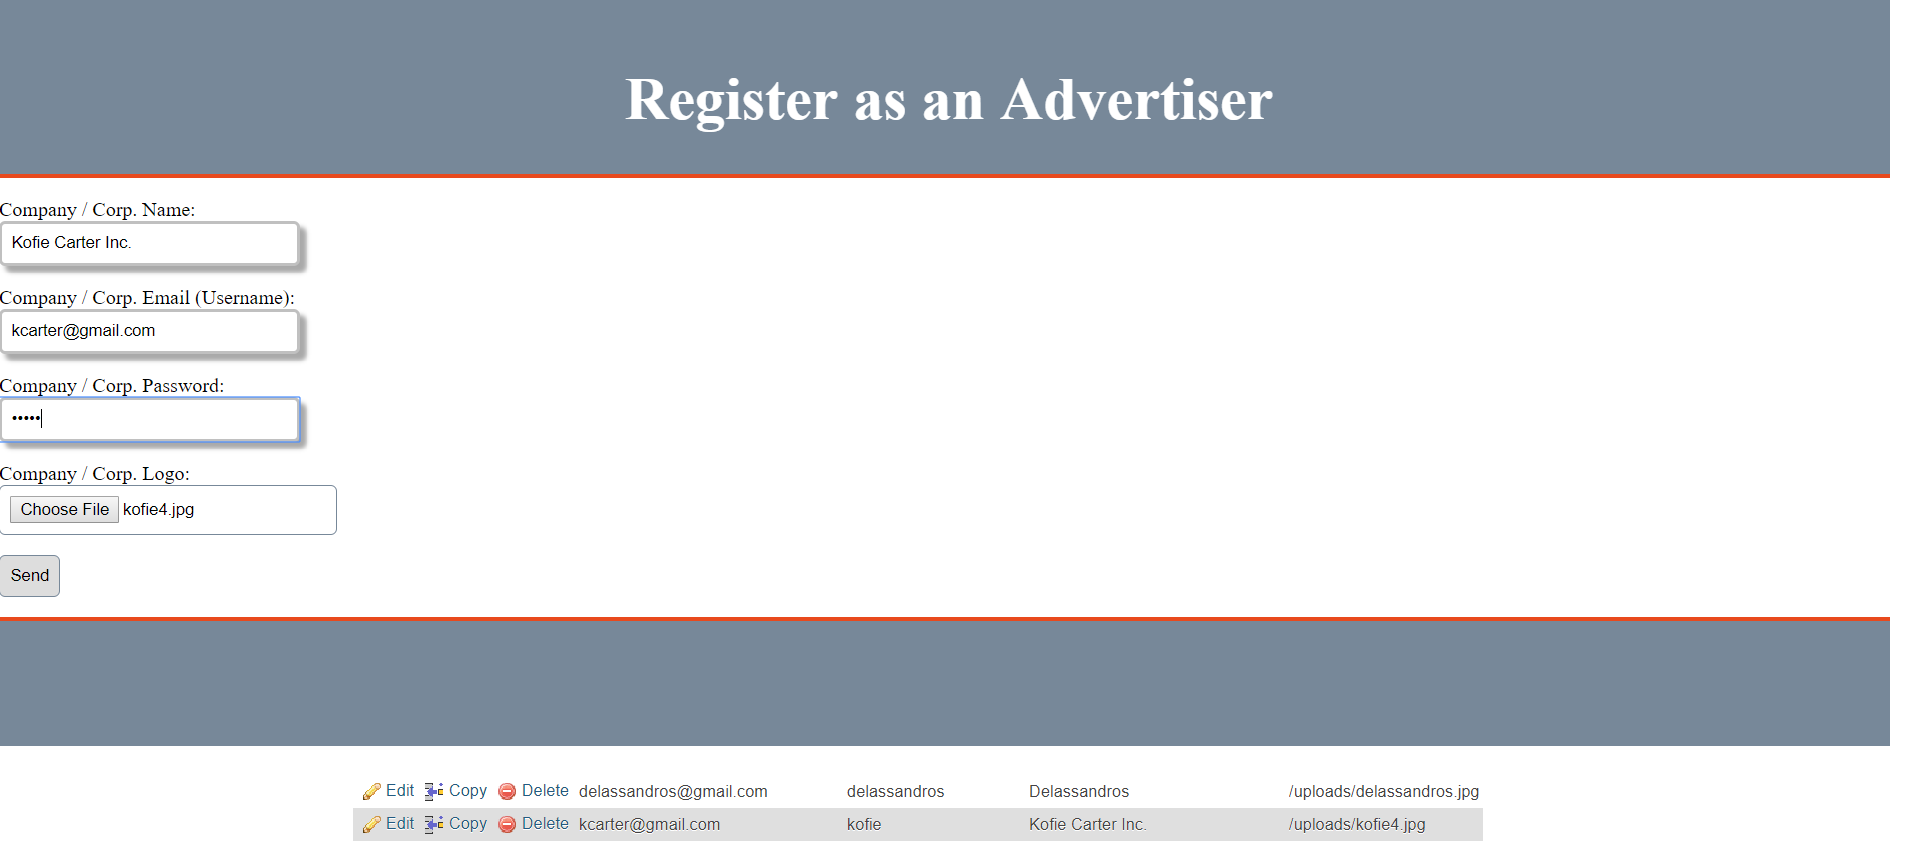 Register as an Advertiser
Company / Corp. Name:
Kofie Carter Inc.
Company / Corp. Email (Username):
kcarter@gmail.com
Company / Corp. Password:
•••••
Company / Corp. Logo:
Choose File kofie4.jpg
Send
Edit Copy Delete delassandros@gmail.com delassandros Delassandros /uploads/delassandros.jpg
Edit Copy Delete kcarter@gmail.com kofie Kofie Carter Inc. /uploads/kofie4.jpg